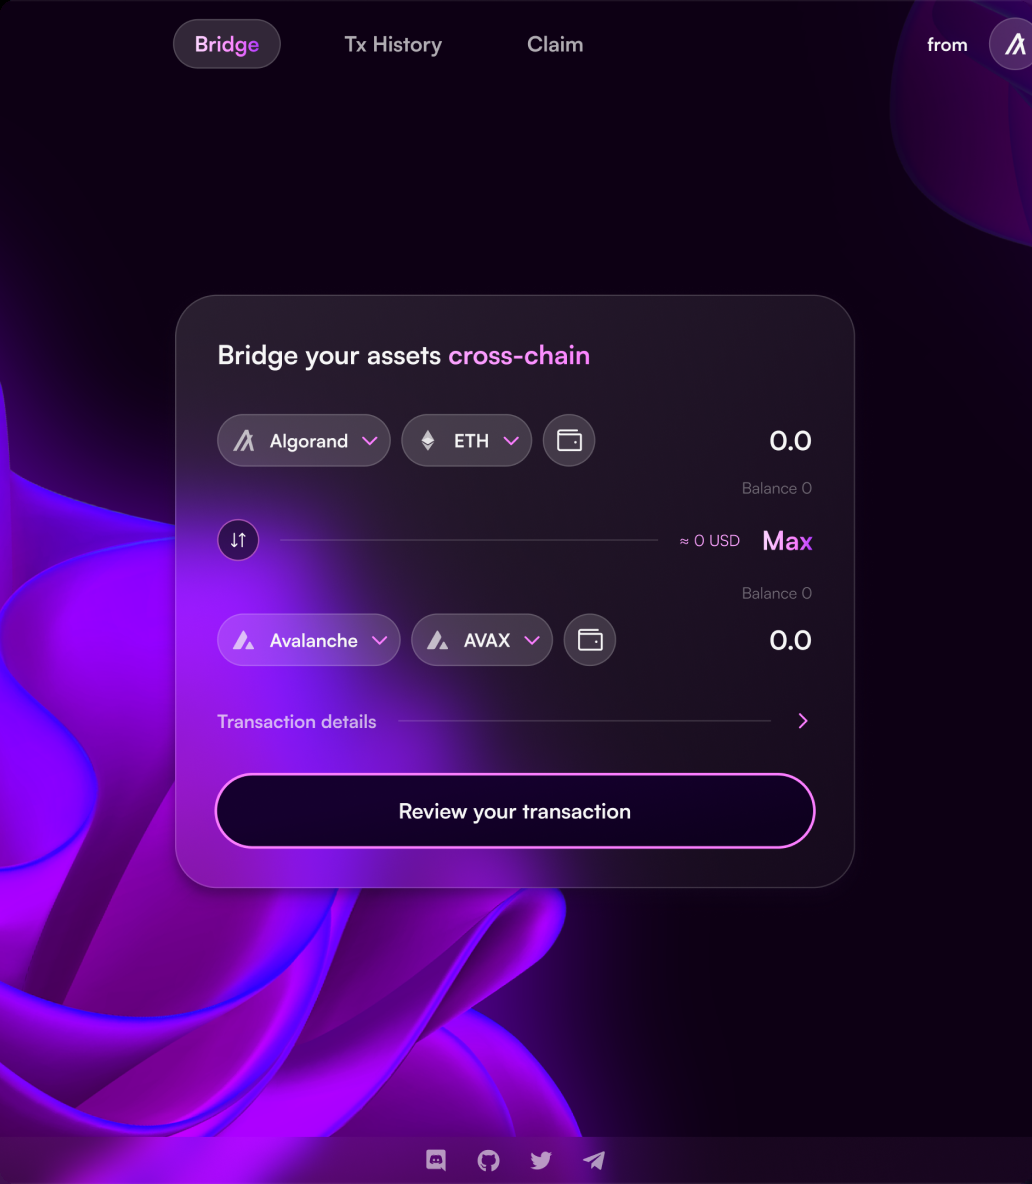 Bridge Tx History Claim from
Bridge your assets cross-chain
Algorand ETH 0.0
Balance 0
≈ 0 USD Max
Balance 0
Avalanche AVAX 0.0
Transaction details
Review your transaction